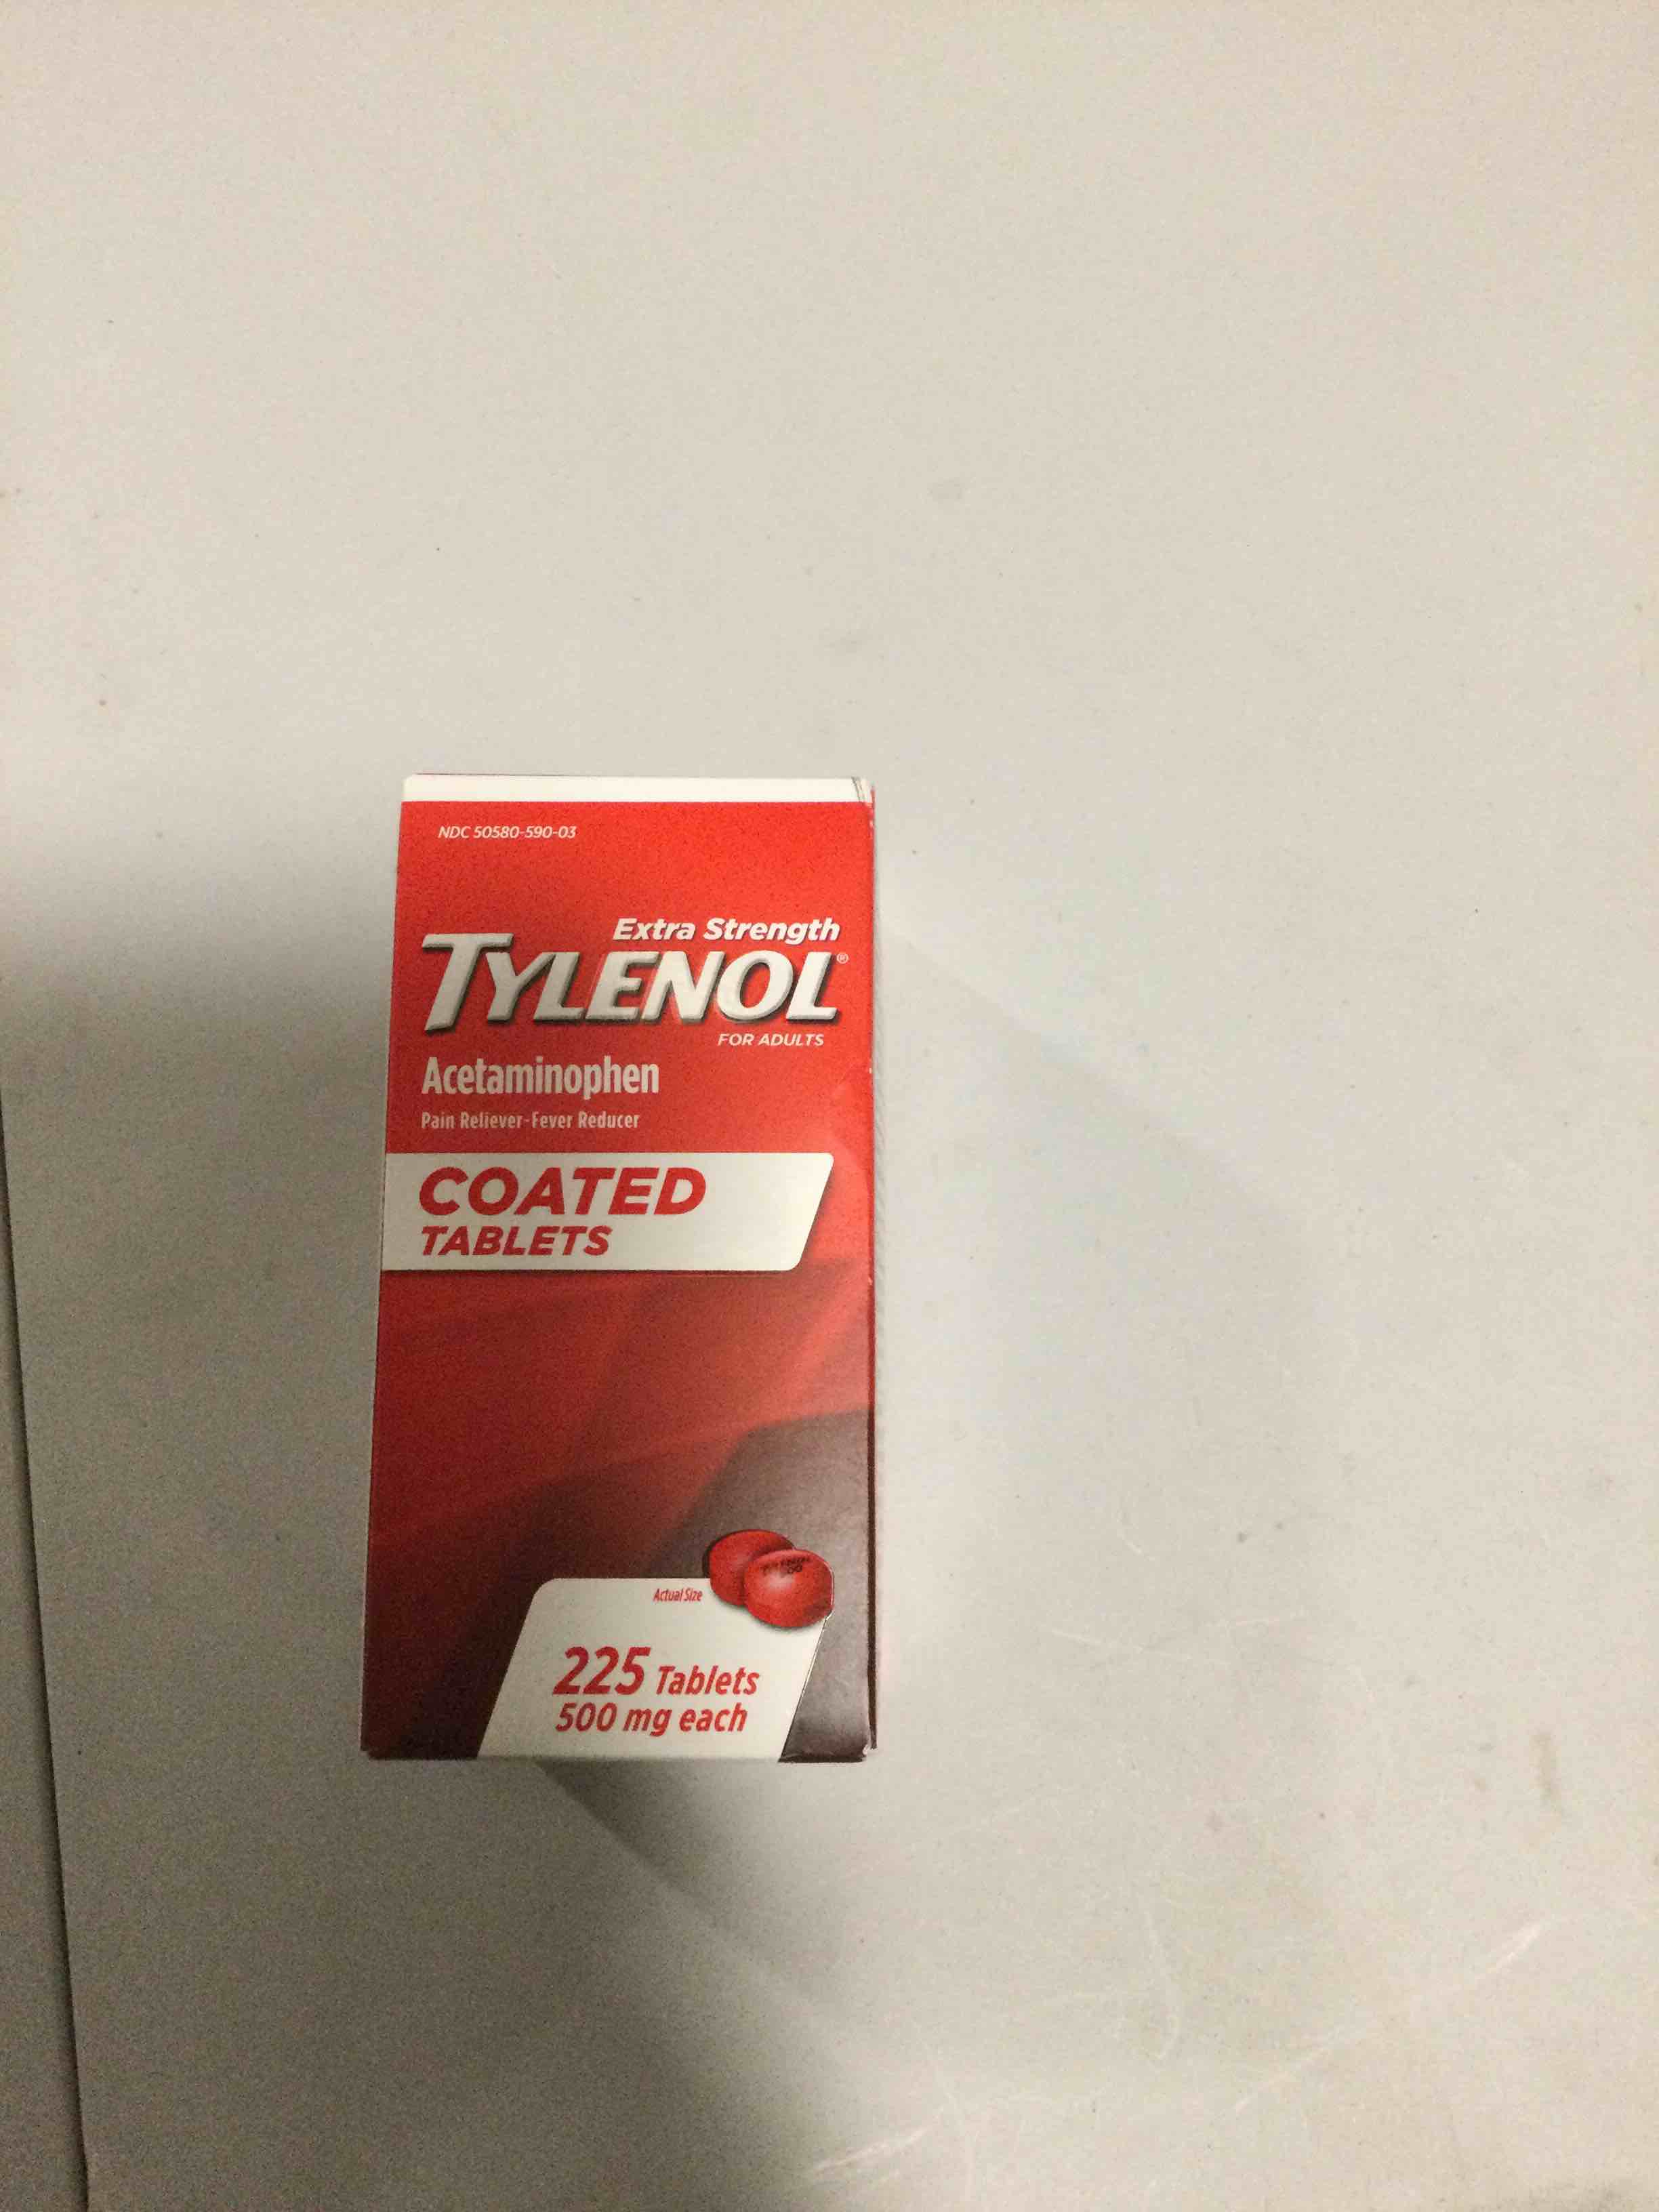 NDC 50580-590-03
Extra Strength
TYLENOL®
FOR ADULTS
Acetaminophen
Pain Reliever-Fever Reducer
COATED
TABLETS
Actual Size
225 Tablets
500 mg each